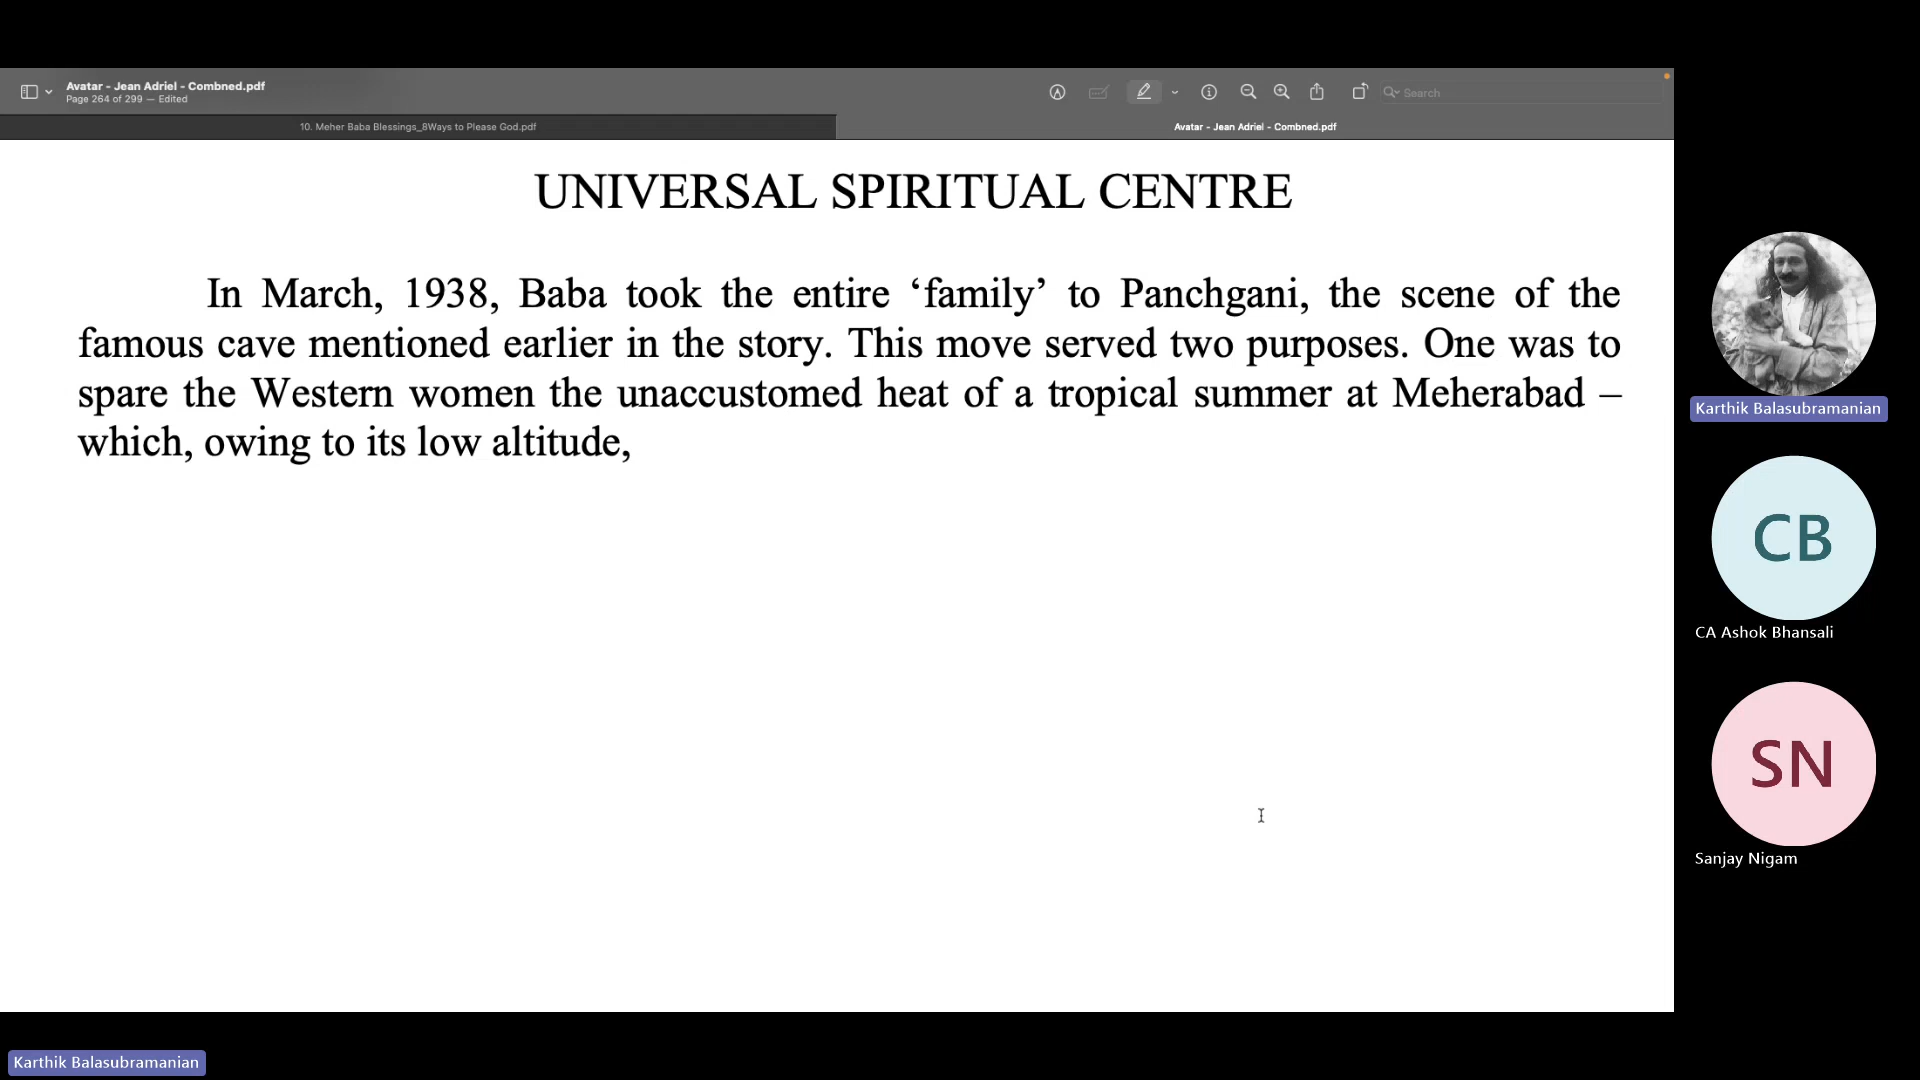 Avatar - Jean Adriel - Combned.pdf
Page 264 of 299 — Edited
Search
10. Meher Baba Blessings_8Ways to Please God.pdf
Avatar - Jean Adriel - Combned.pdf
UNIVERSAL SPIRITUAL CENTRE
In March, 1938, Baba took the entire ‘family’ to Panchgani, the scene of the
famous cave mentioned earlier in the story. This move served two purposes. One was to
spare the Western women the unaccustomed heat of a tropical summer at Meherabad –
which, owing to its low altitude,
Karthik Balasubramanian
CB
CA Ashok Bhansali
SN
Sanjay Nigam
Karthik Balasubramanian